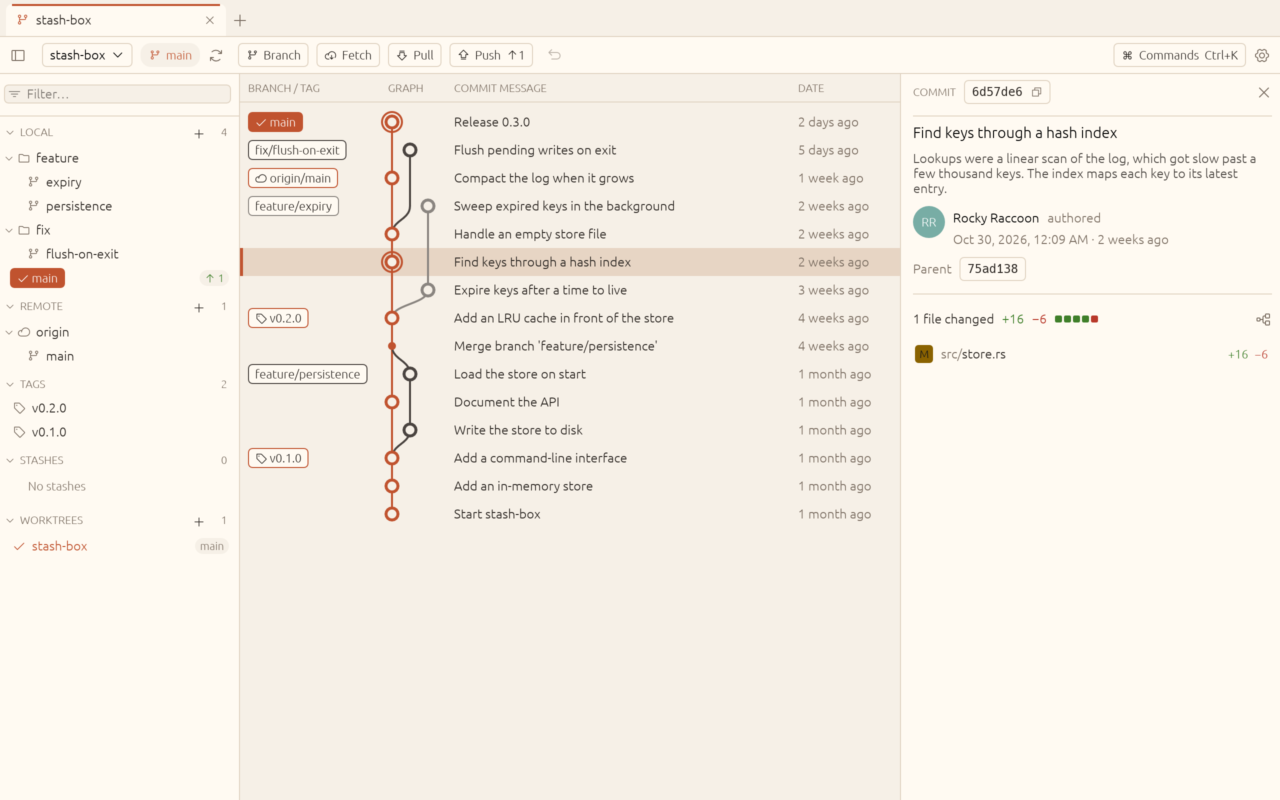 stash-box
stash-box main Branch Fetch Pull Push ↑1 ⌘ Commands Ctrl+K
Filter...
LOCAL 4
feature
expiry
persistence
fix
flush-on-exit
main ↑ 1
REMOTE 1
origin
main
TAGS 2
v0.2.0
v0.1.0
STASHES 0
No stashes
WORKTREES 1
stash-box main
BRANCH / TAG GRAPH COMMIT MESSAGE DATE
main Release 0.3.0 2 days ago
fix/flush-on-exit Flush pending writes on exit 5 days ago
origin/main Compact the log when it grows 1 week ago
feature/expiry Sweep expired keys in the background 2 weeks ago
Handle an empty store file 2 weeks ago
Find keys through a hash index 2 weeks ago
Expire keys after a time to live 3 weeks ago
v0.2.0 Add an LRU cache in front of the store 4 weeks ago
Merge branch 'feature/persistence' 4 weeks ago
feature/persistence Load the store on start 1 month ago
Document the API 1 month ago
Write the store to disk 1 month ago
v0.1.0 Add a command-line interface 1 month ago
Add an in-memory store 1 month ago
Start stash-box 1 month ago
COMMIT 6d57de6
Find keys through a hash index
Lookups were a linear scan of the log, which got slow past a
few thousand keys. The index maps each key to its latest
entry.
RR Rocky Raccoon authored
Oct 30, 2026, 12:09 AM · 2 weeks ago
Parent 75ad138
1 file changed +16 −6
M src/store.rs +16 −6